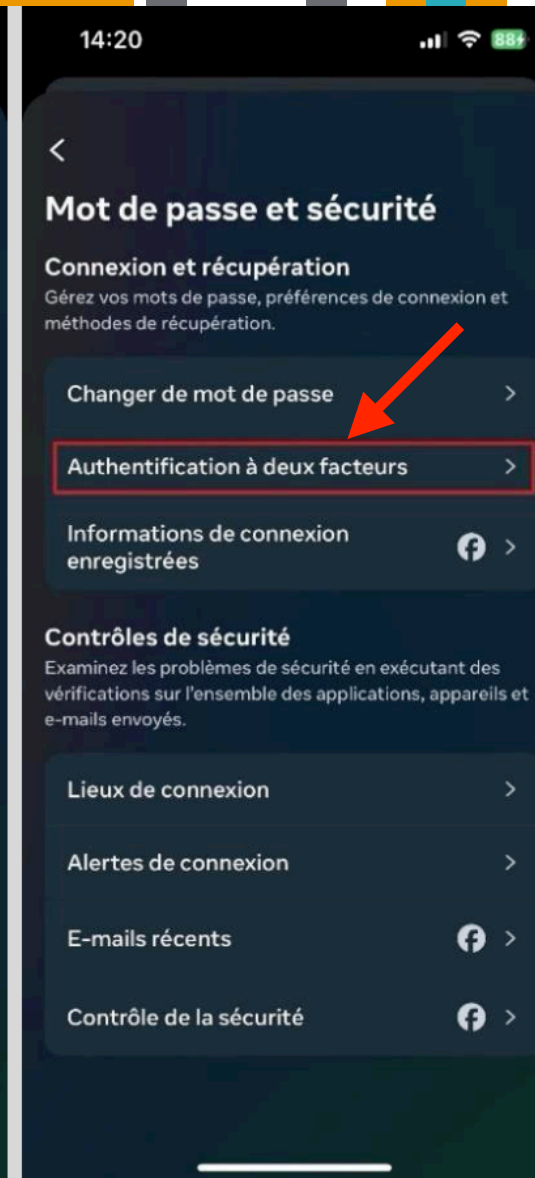 14:20
88
Mot de passe et sécurité
Connexion et récupération
Gérez vos mots de passe, préférences de connexion et
méthodes de récupération.
Changer de mot de passe
Authentification à deux facteurs
Informations de connexion
enregistrées
Contrôles de sécurité
Examinez les problèmes de sécurité en exécutant des
vérifications sur l'ensemble des applications, appareils et
e-mails envoyés.
Lieux de connexion
Alertes de connexion
E-mails récents
Contrôle de la sécurité